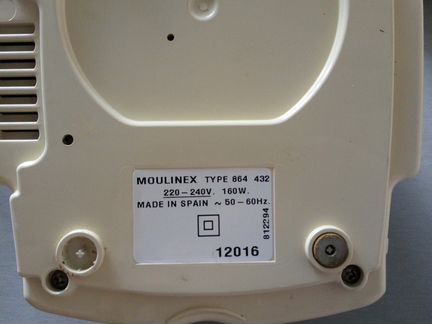 MOULINEX TYPE 864 432
220-240V. 160W.
MADE IN SPAIN ~ 50-60Hz.
812294
12016